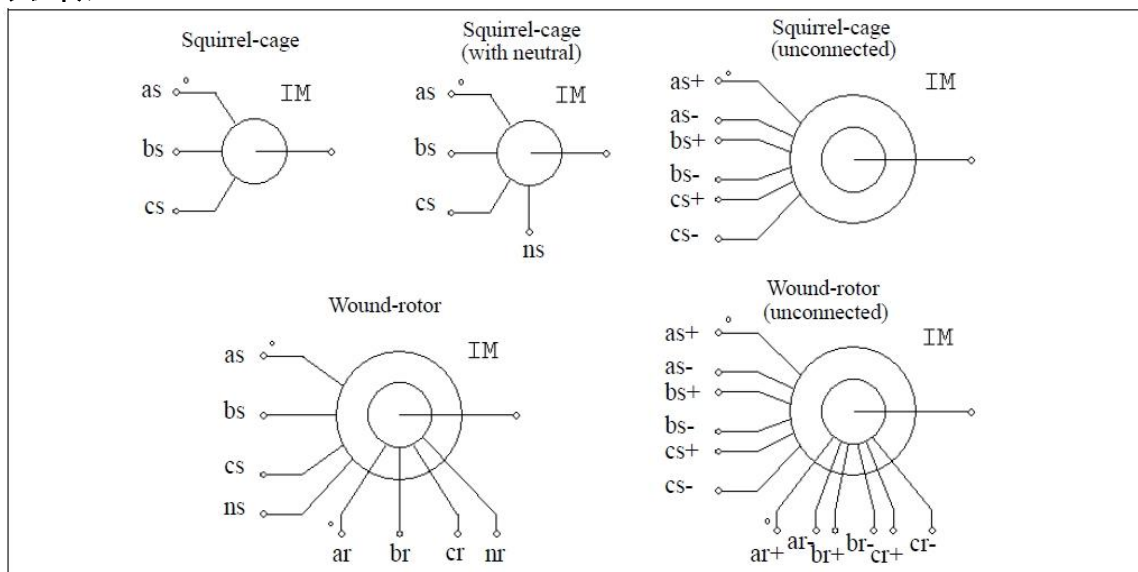 Squirrel-cage
as
IM
bs
cs
Squirrel-cage
(with neutral)
as
IM
bs
cs
ns
Squirrel-cage
(unconnected)
as+
IM
as-
bs+
bs-
cs+
cs-
Wound-rotor
as
IM
bs
cs
ns
ar br cr nr
Wound-rotor
(unconnected)
as+
IM
as-
bs+
bs-
cs+
cs-
ar+ ar- br+ br- cr+ cr-